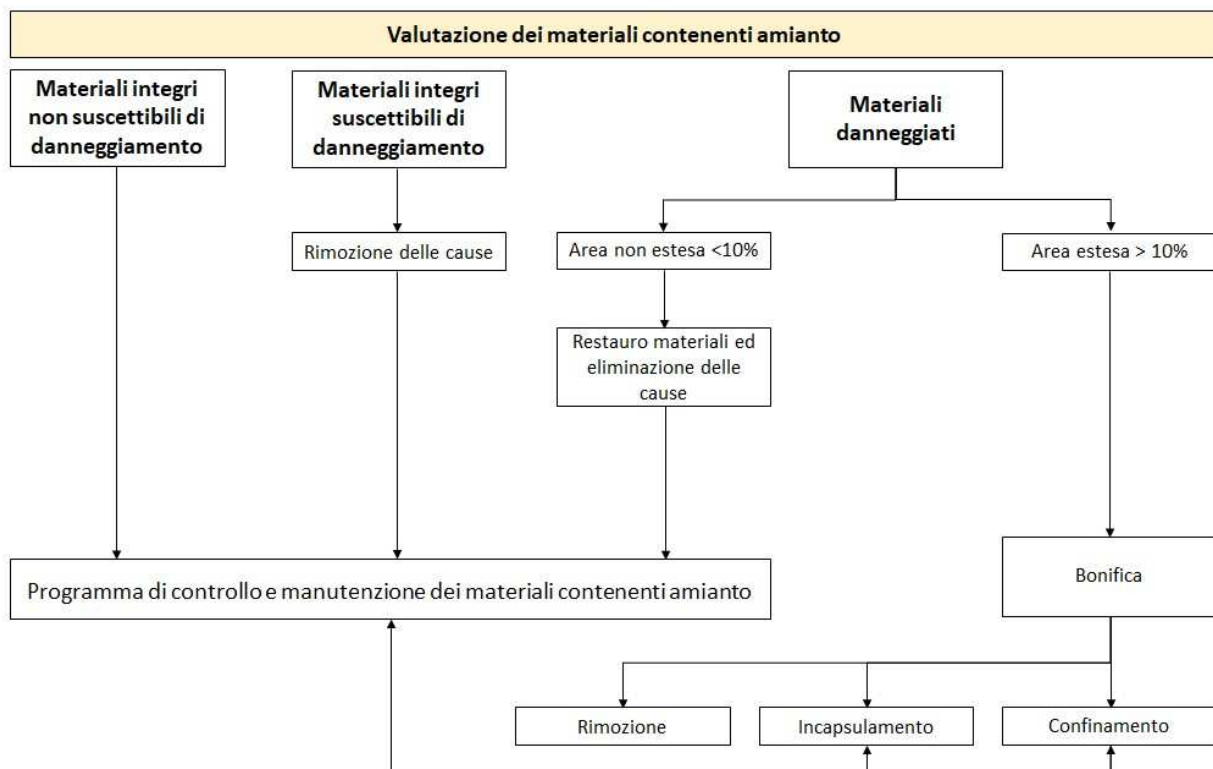 Valutazione dei materiali contenenti amianto
Materiali integri
non suscettibili di
danneggiamento
Materiali integri
suscettibili di
danneggiamento
Materiali
danneggiati
Rimozione delle cause
Area non estesa <10%
Area estesa > 10%
Restauro materiali ed
eliminazione delle
cause
Programma di controllo e manutenzione dei materiali contenenti amianto
Bonifica
Rimozione
Incapsulamento
Confinamento